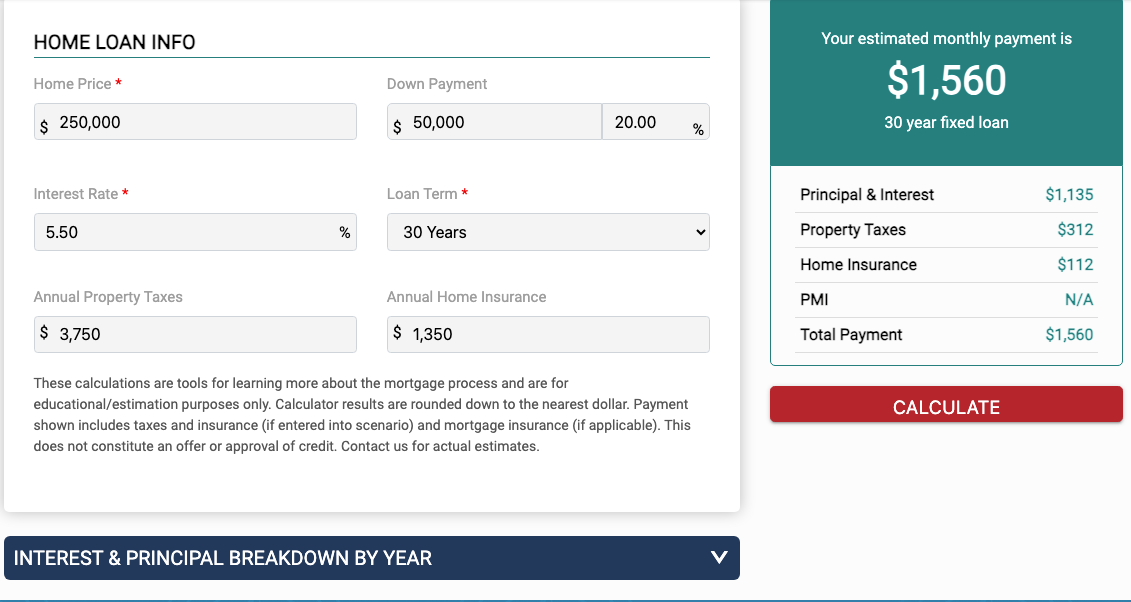 HOME LOAN INFO
Home Price *
Down Payment
$ 250,000
$ 50,000
20.00 %
Interest Rate *
Loan Term *
5.50 %
30 Years
Annual Property Taxes
Annual Home Insurance
$ 3,750
$ 1,350
These calculations are tools for learning more about the mortgage process and are for
educational/estimation purposes only. Calculator results are rounded down to the nearest dollar. Payment
shown includes taxes and insurance (if entered into scenario) and mortgage insurance (if applicable). This
does not constitute an offer or approval of credit. Contact us for actual estimates.
INTEREST & PRINCIPAL BREAKDOWN BY YEAR
Your estimated monthly payment is
$1,560
30 year fixed loan
Principal & Interest $1,135
Property Taxes $312
Home Insurance $112
PMI N/A
Total Payment $1,560
CALCULATE